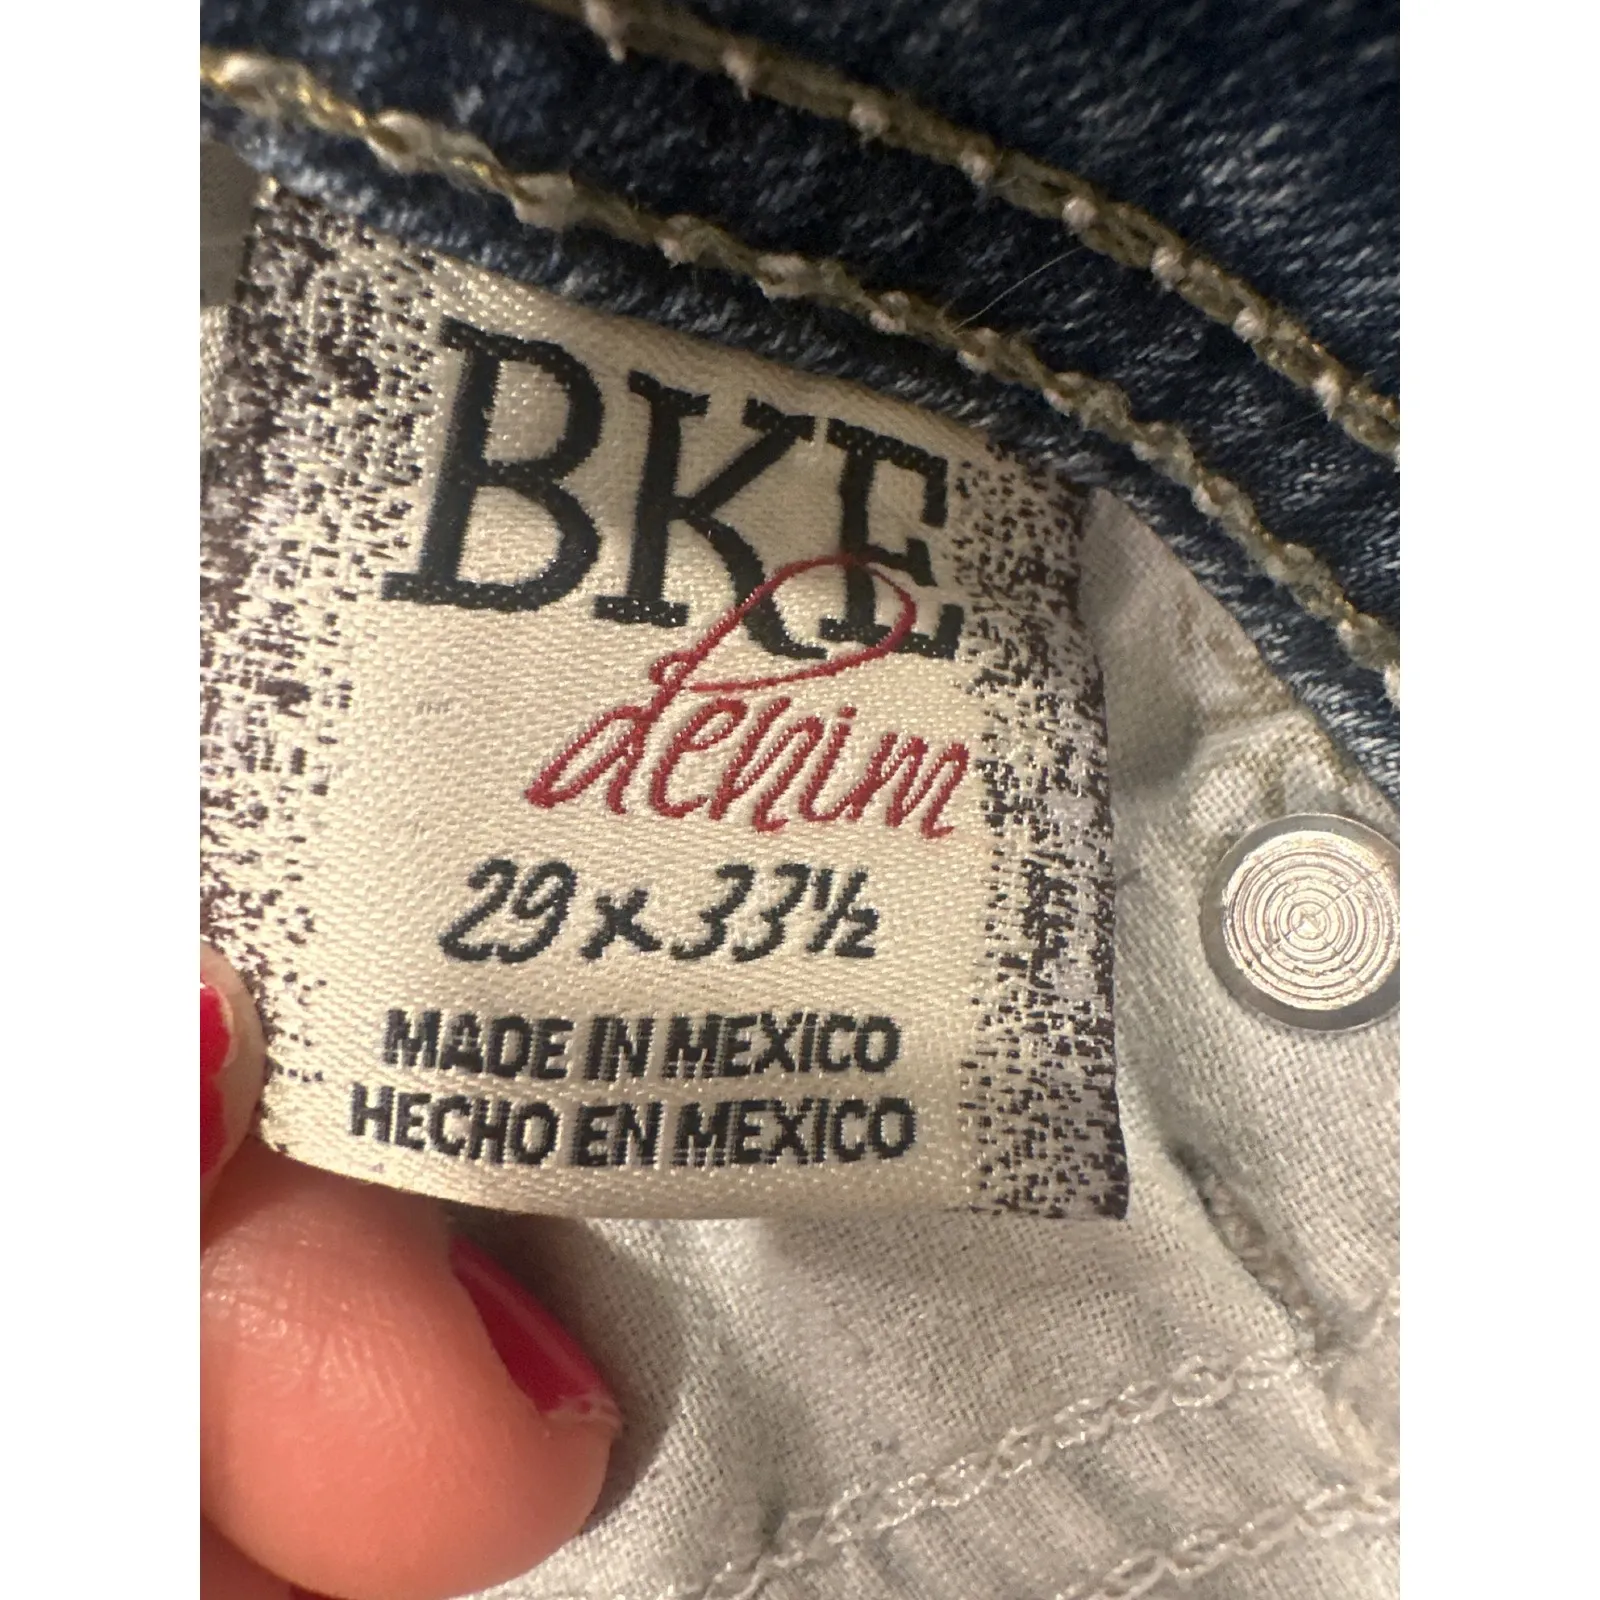 BKE
denim
29 x 33½
MADE IN MEXICO
HECHO EN MEXICO